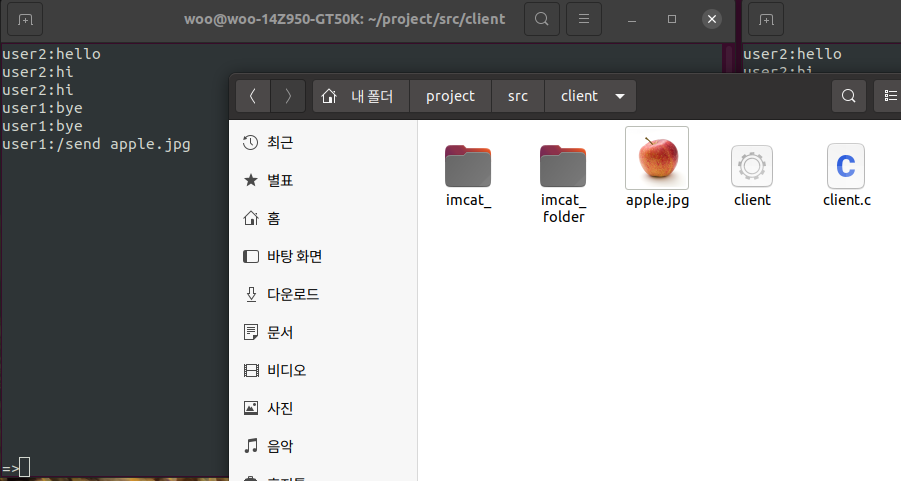 woo@woo-14Z950-GT50K: ~/project/src/client
user2:hello
user2:hi
user2:hi
user1:bye
user1:bye
user1:/send apple.jpg
=>
user2:hello
user2:hi
내 폴더
project
src
client
최근
별표
홈
바탕 화면
다운로드
문서
비디오
사진
음악
imcat_
imcat_
folder
apple.jpg
client
C
client.c